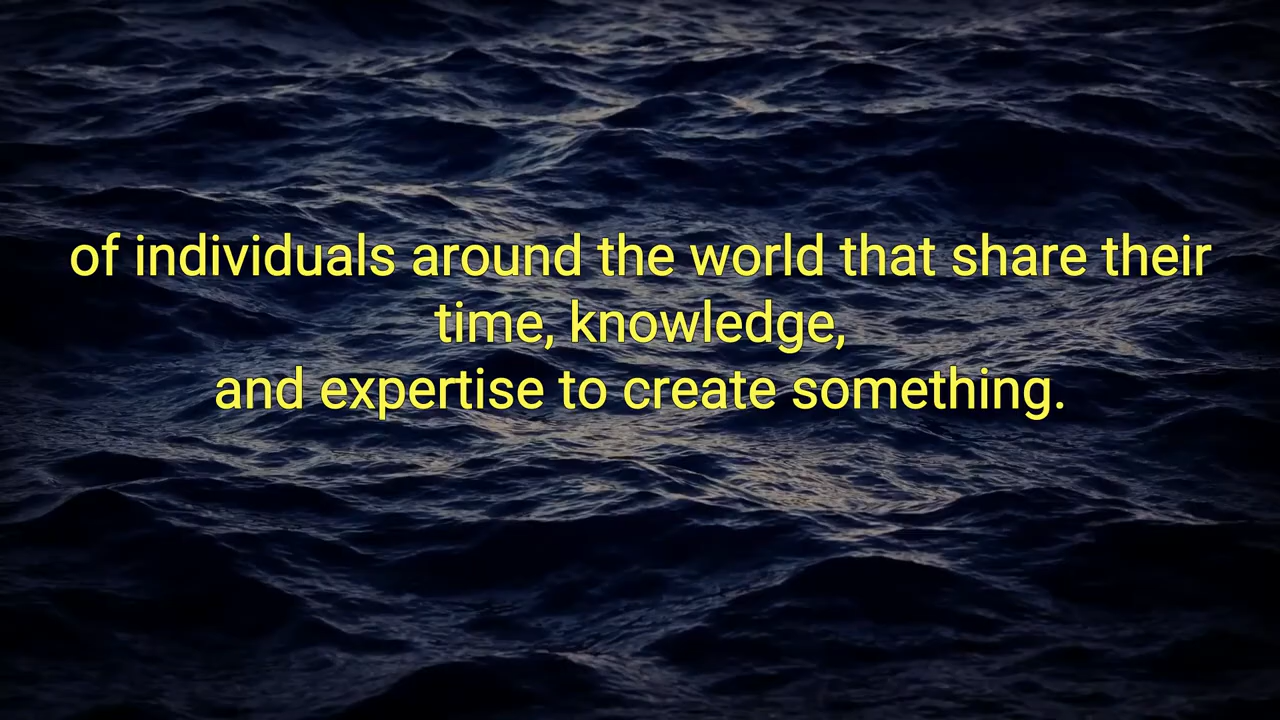 of individuals around the world that share their
time, knowledge,
and expertise to create something.